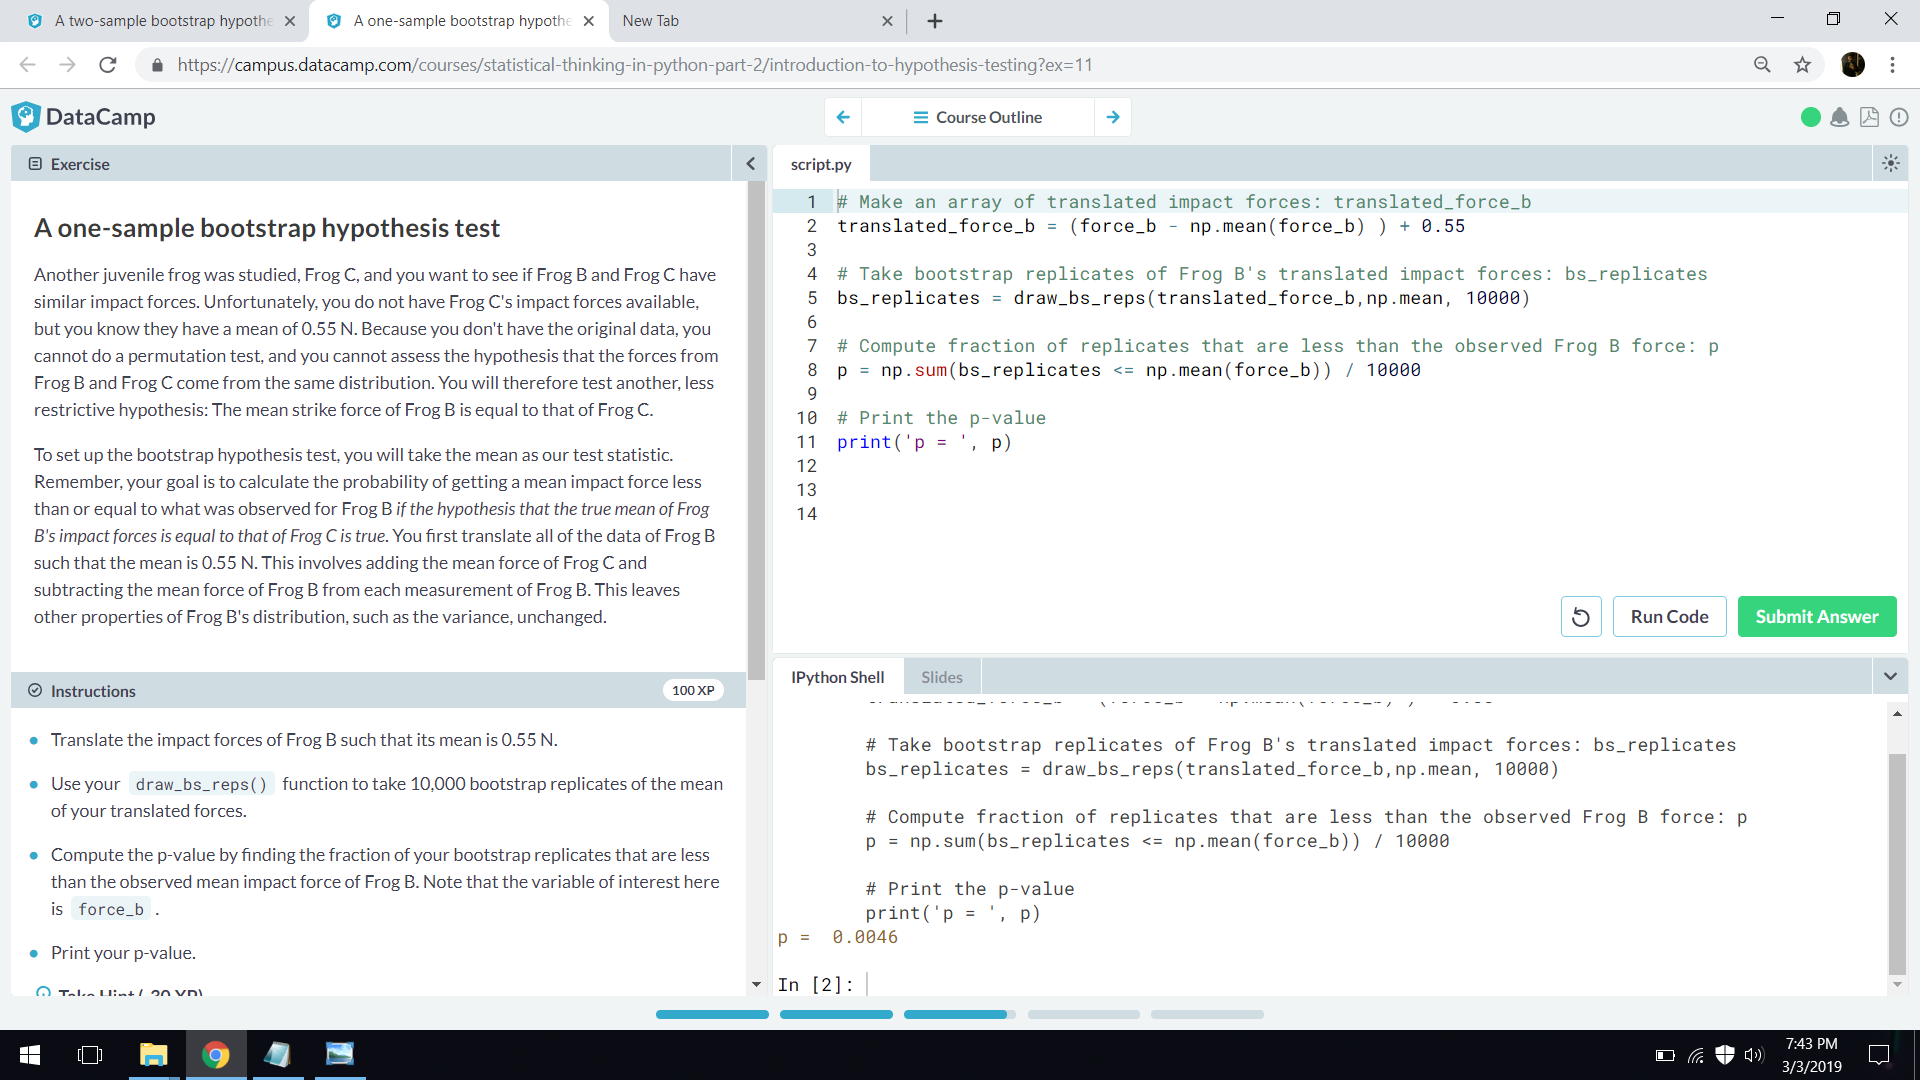 A two-sample bootstrap hypothe
A one-sample bootstrap hypothe
New Tab
https://campus.datacamp.com/courses/statistical-thinking-in-python-part-2/introduction-to-hypothesis-testing?ex=11
DataCamp
Course Outline
Exercise
A one-sample bootstrap hypothesis test
Another juvenile frog was studied, Frog C, and you want to see if Frog B and Frog C have
similar impact forces. Unfortunately, you do not have Frog C's impact forces available,
but you know they have a mean of 0.55 N. Because you don't have the original data, you
cannot do a permutation test, and you cannot assess the hypothesis that the forces from
Frog B and Frog C come from the same distribution. You will therefore test another, less
restrictive hypothesis: The mean strike force of Frog B is equal to that of Frog C.
To set up the bootstrap hypothesis test, you will take the mean as our test statistic.
Remember, your goal is to calculate the probability of getting a mean impact force less
than or equal to what was observed for Frog B if the hypothesis that the true mean of Frog
B's impact forces is equal to that of Frog C is true. You first translate all of the data of Frog B
such that the mean is 0.55 N. This involves adding the mean force of Frog C and
subtracting the mean force of Frog B from each measurement of Frog B. This leaves
other properties of Frog B's distribution, such as the variance, unchanged.
Instructions
100 XP
Translate the impact forces of Frog B such that its mean is 0.55 N.
Use your draw_bs_reps() function to take 10,000 bootstrap replicates of the mean
of your translated forces.
Compute the p-value by finding the fraction of your bootstrap replicates that are less
than the observed mean impact force of Frog B. Note that the variable of interest here
is force_b .
Print your p-value.
Take Hint (-30 XP)
script.py
1 # Make an array of translated impact forces: translated_force_b
2 translated_force_b = (force_b - np.mean(force_b) ) + 0.55
3
4 # Take bootstrap replicates of Frog B's translated impact forces: bs_replicates
5 bs_replicates = draw_bs_reps(translated_force_b,np.mean, 10000)
6
7 # Compute fraction of replicates that are less than the observed Frog B force: p
8 p = np.sum(bs_replicates <= np.mean(force_b)) / 10000
9
10 # Print the p-value
11 print('p = ', p)
12
13
14
Run Code
Submit Answer
IPython Shell
Slides
# Take bootstrap replicates of Frog B's translated impact forces: bs_replicates
bs_replicates = draw_bs_reps(translated_force_b,np.mean, 10000)
# Compute fraction of replicates that are less than the observed Frog B force: p
p = np.sum(bs_replicates <= np.mean(force_b)) / 10000
# Print the p-value
print('p = ', p)
p =  0.0046
In [2]:
7:43 PM
3/3/2019